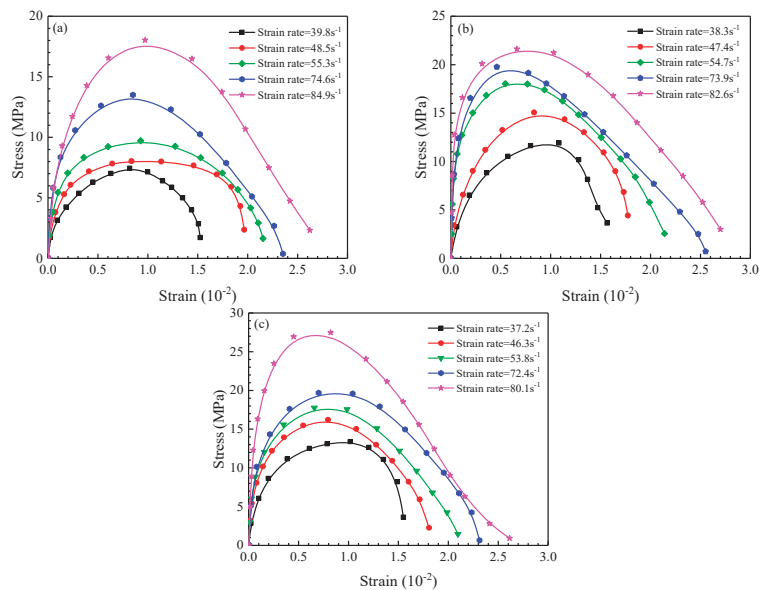 (a)
Strain rate=39.8s⁻¹
Strain rate=48.5s⁻¹
Strain rate=55.3s⁻¹
Strain rate=74.6s⁻¹
Strain rate=84.9s⁻¹
20
15
10
5
0
Stress (MPa)
0.0 0.5 1.0 1.5 2.0 2.5 3.0
Strain (10⁻²)
(b)
Strain rate=38.3s⁻¹
Strain rate=47.4s⁻¹
Strain rate=54.7s⁻¹
Strain rate=73.9s⁻¹
Strain rate=82.6s⁻¹
25
20
15
10
5
0
Stress (MPa)
0.0 0.5 1.0 1.5 2.0 2.5 3.0
Strain (10⁻²)
(c)
Strain rate=37.2s⁻¹
Strain rate=46.3s⁻¹
Strain rate=53.8s⁻¹
Strain rate=72.4s⁻¹
Strain rate=80.1s⁻¹
30
25
20
15
10
5
0
Stress (MPa)
0.0 0.5 1.0 1.5 2.0 2.5 3.0
Strain (10⁻²)